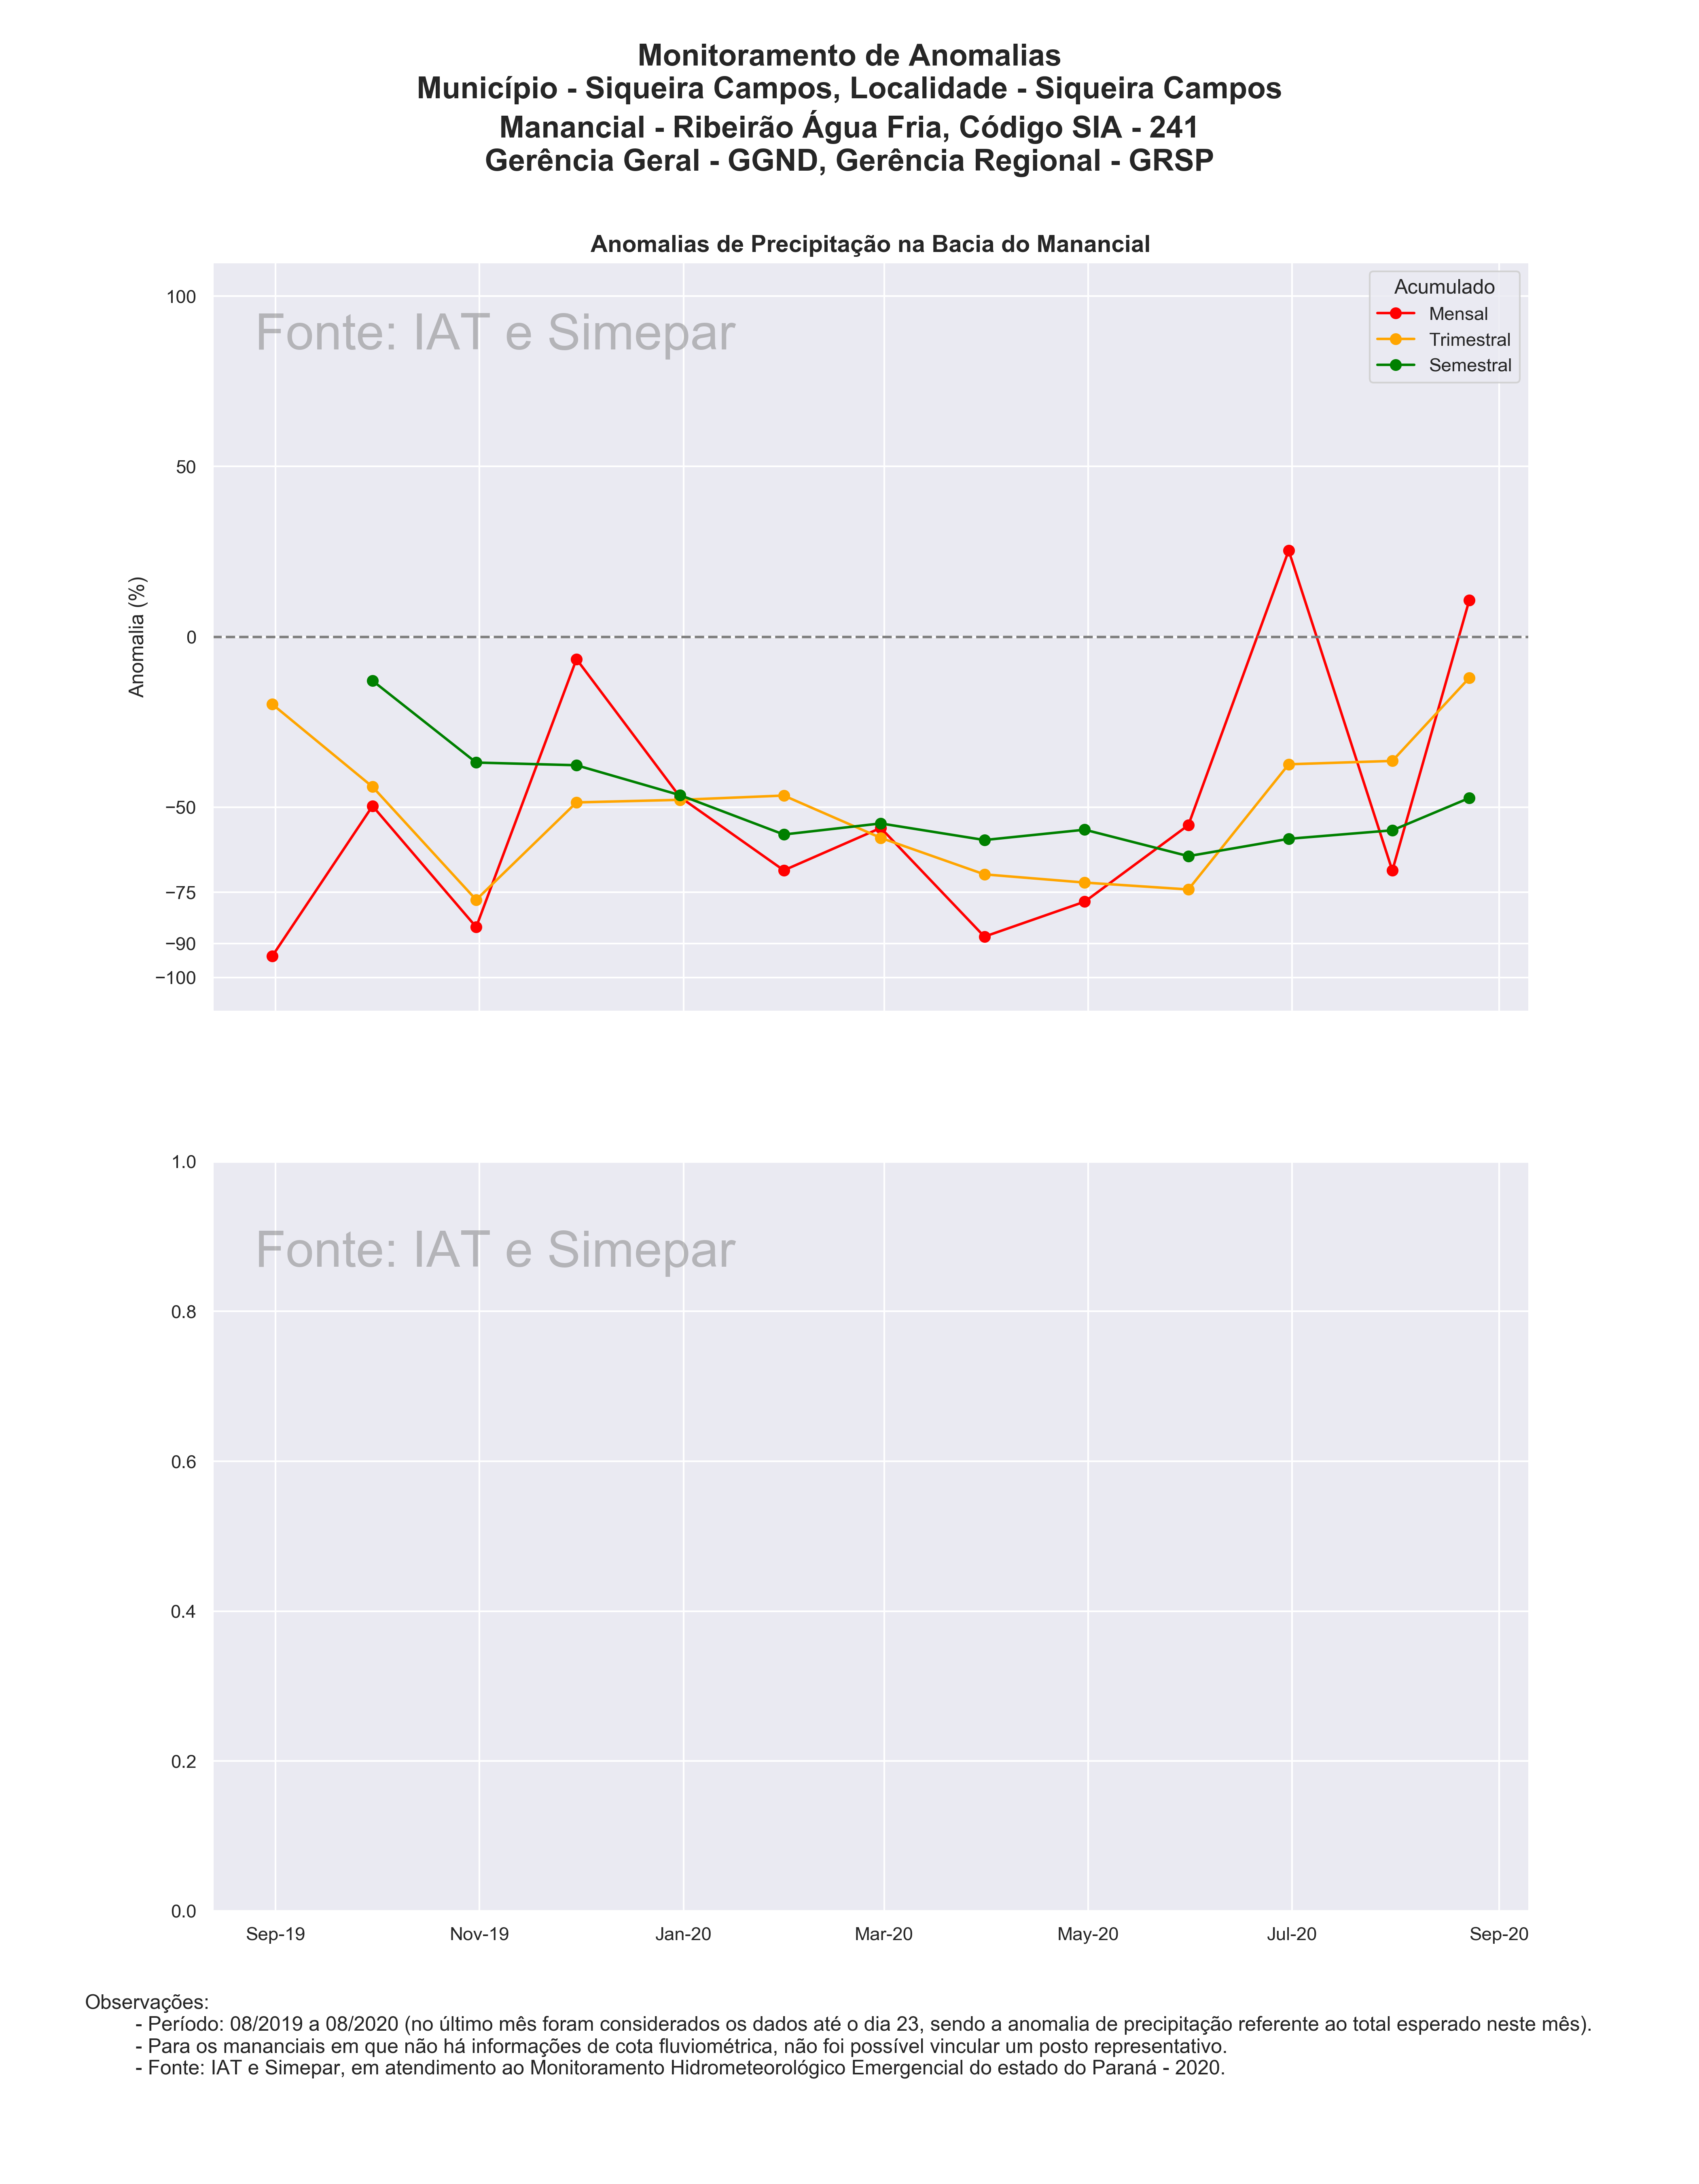 Monitoramento de Anomalias
Município - Siqueira Campos, Localidade - Siqueira Campos
Manancial - Ribeirão Água Fria, Código SIA - 241
Gerência Geral - GGND, Gerência Regional - GRSP
Anomalias de Precipitação na Bacia do Manancial
Fonte: IAT e Simepar
Acumulado
Mensal
Trimestral
Semestral
Anomalia (%)
100
50
0
−50
−75
−90
−100
Fonte: IAT e Simepar
1.0
0.8
0.6
0.4
0.2
0.0
Sep-19 Nov-19 Jan-20 Mar-20 May-20 Jul-20 Sep-20
Observações:
- Período: 08/2019 a 08/2020 (no último mês foram considerados os dados até o dia 23, sendo a anomalia de precipitação referente ao total esperado neste mês).
- Para os mananciais em que não há informações de cota fluviométrica, não foi possível vincular um posto representativo.
- Fonte: IAT e Simepar, em atendimento ao Monitoramento Hidrometeorológico Emergencial do estado do Paraná - 2020.